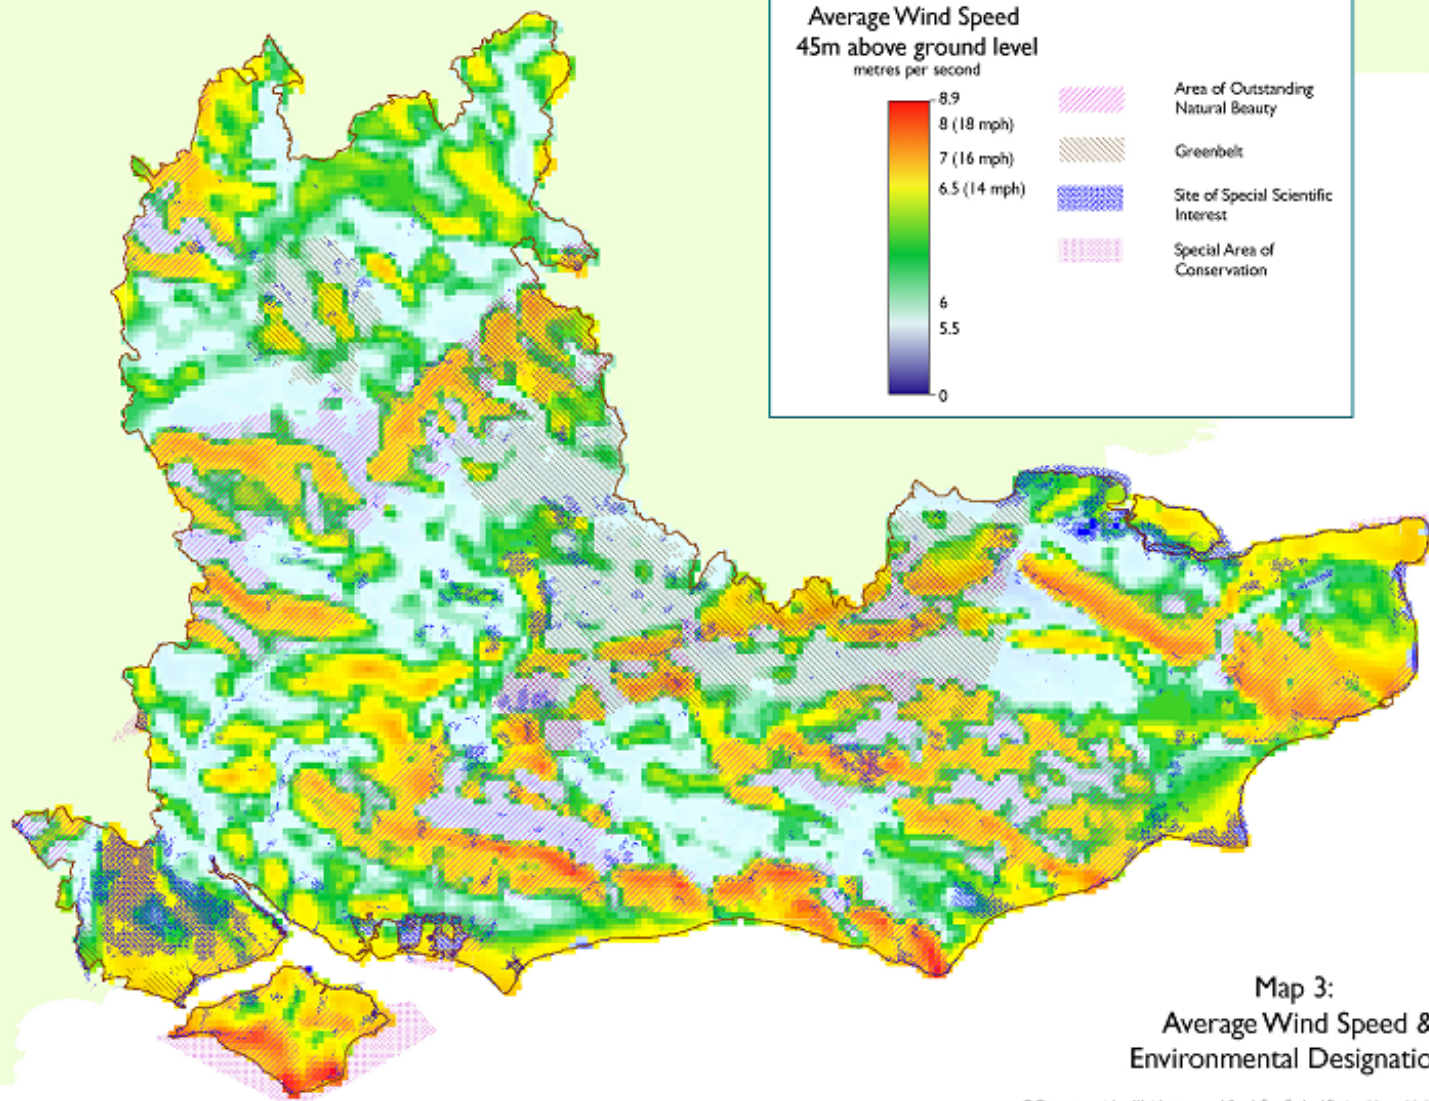 Average Wind Speed
45m above ground level
metres per second
8.9
8 (18 mph)
7 (16 mph)
6.5 (14 mph)
6
5.5
0
Area of Outstanding
Natural Beauty
Greenbelt
Site of Special Scientific
Interest
Special Area of
Conservation
Map 3:
Average Wind Speed &
Environmental Designatio